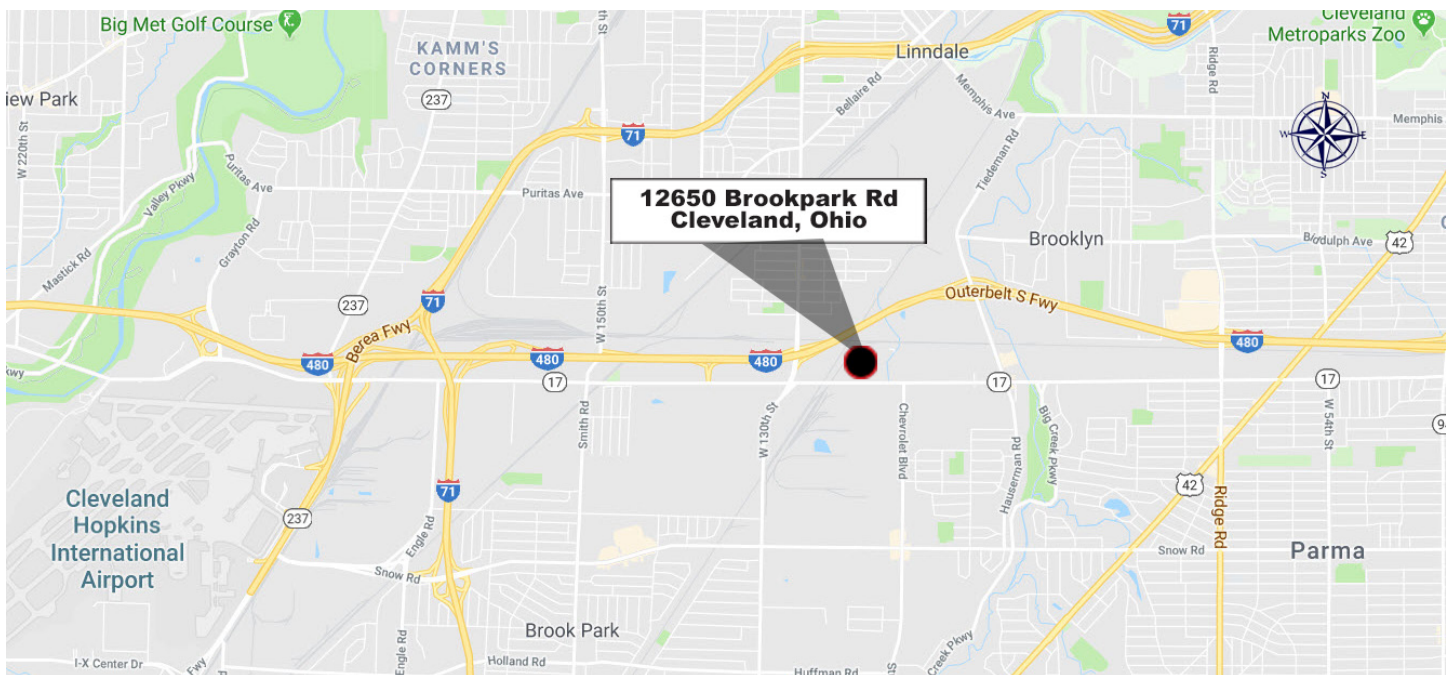 Big Met Golf Course
KAMM'S
CORNERS
237
Linndale
71
Cleveland
Metroparks Zoo
Ridge Rd
iew Park
W 220th St
Bellaire Rd
Memphis Ave
Memphis
N
W
E
S
71
Puritas Ave
Valley Pkwy
Puritas Ave
Tiedeman Rd
12650 Brookpark Rd
Cleveland, Ohio
Grayton Rd
Mastick Rd
Brooklyn
42
237
71
W 150th St
Outerbelt S Fwy
Berea Fwy
480
480
480
480
17
17
17
Smith Rd
W 130th St
Chevrolet Blvd
Hauserman Rd
Big Creek Pkwy
W 54th St
71
42
Ridge Rd
237
Cleveland
Hopkins
International
Airport
Engle Rd
Snow Rd
Snow Rd
Parma
Brook Park
I-X Center Dr
Fwy
Engle Rd
Holland Rd
Huffman Rd
St
Creek Pkwy